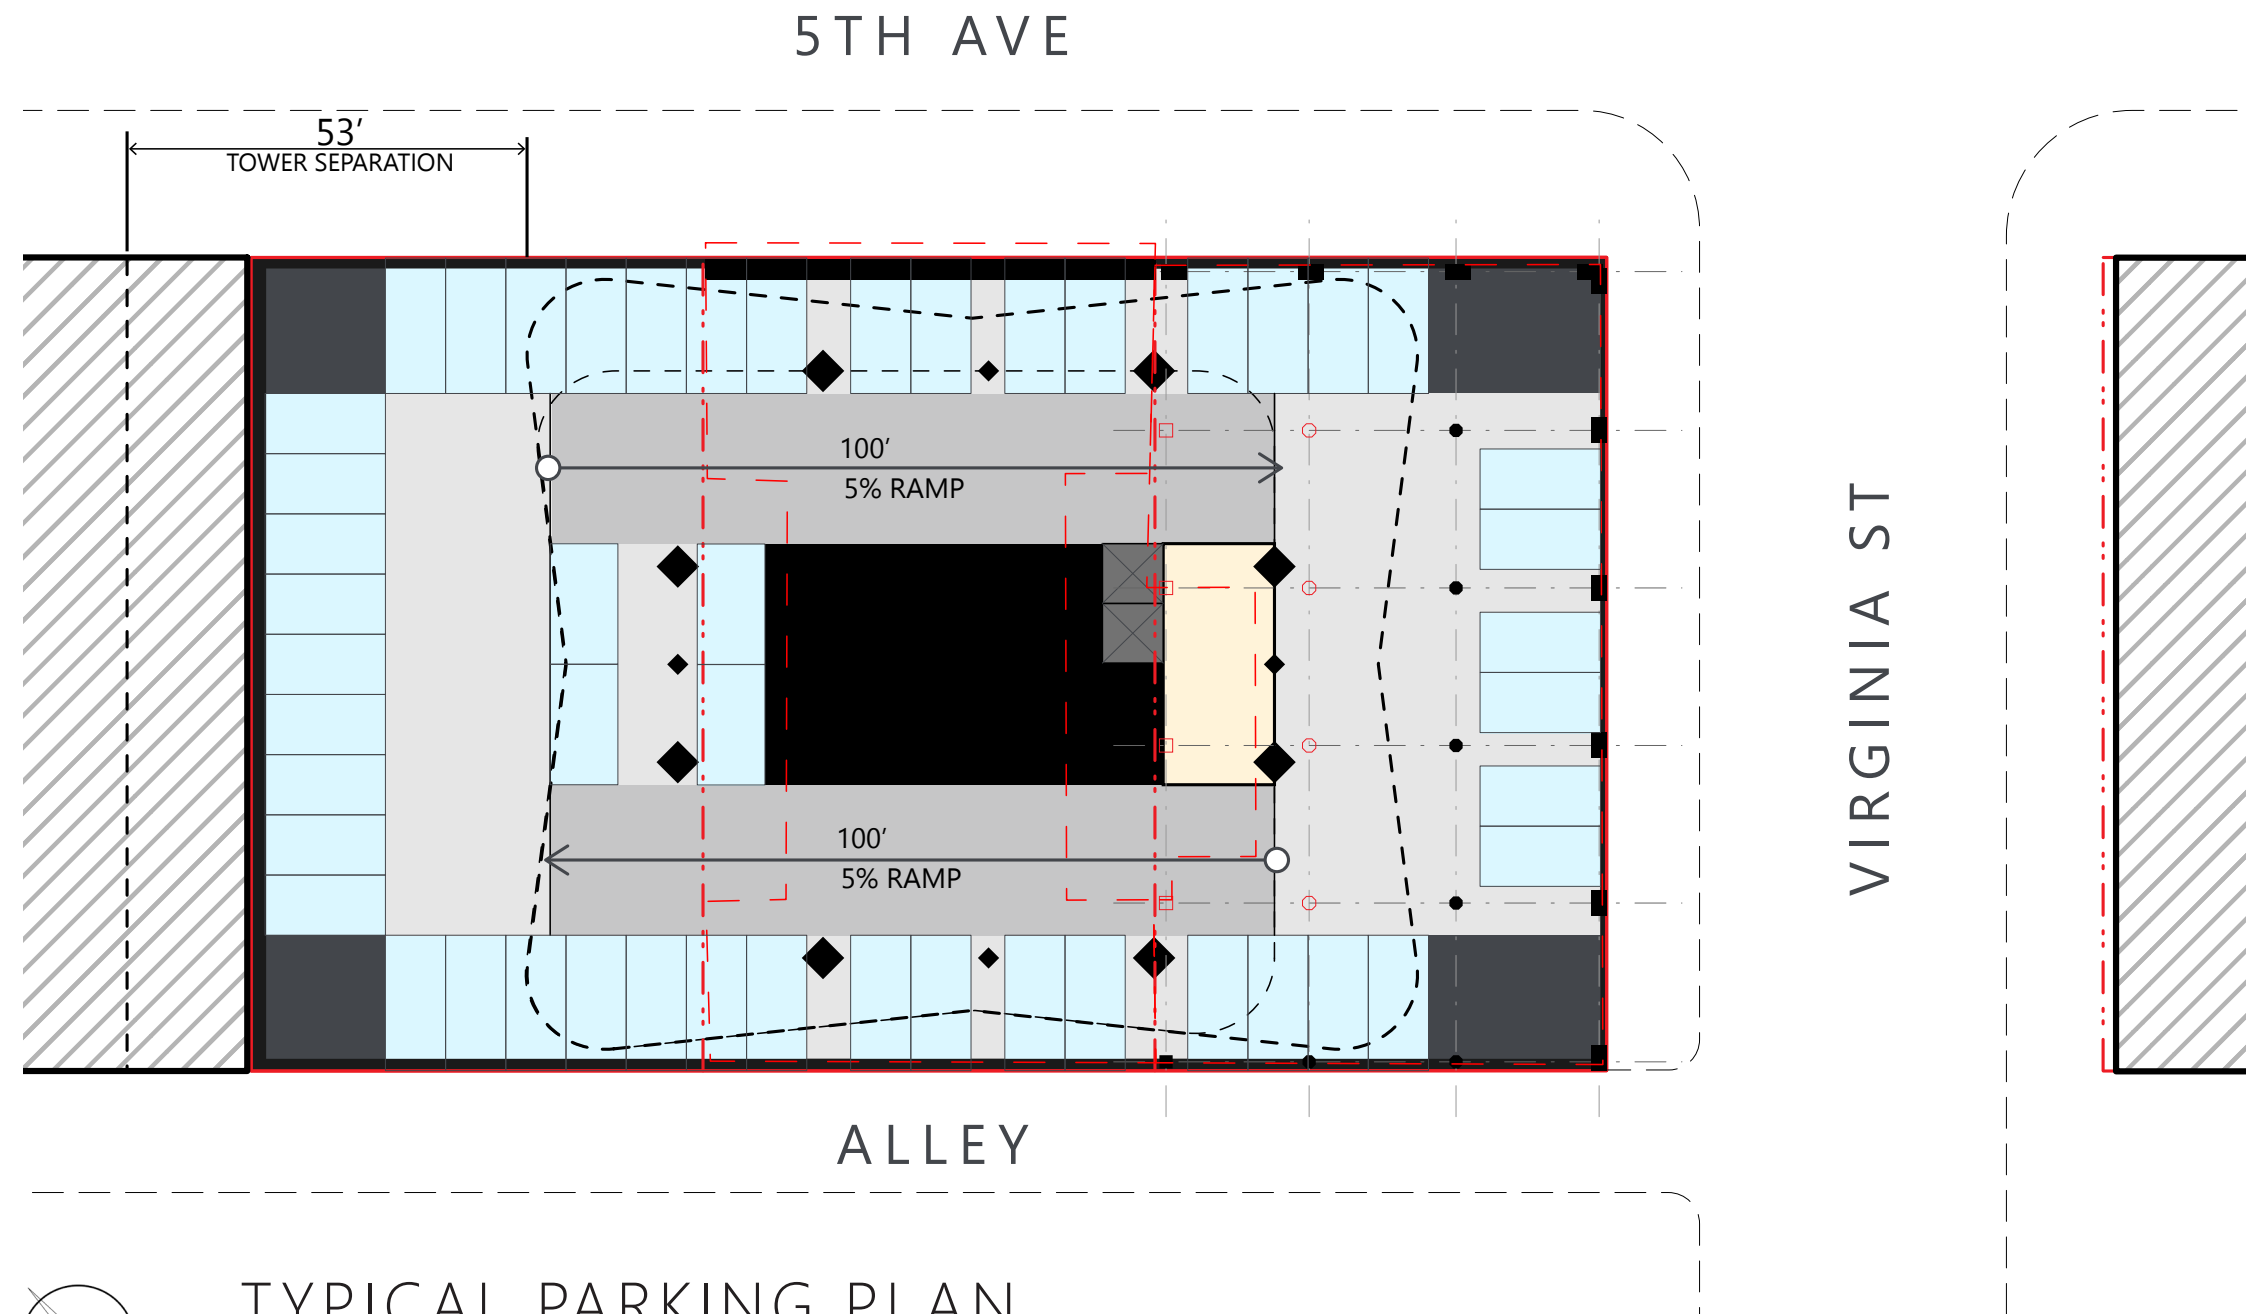 5TH AVE
53’
TOWER SEPARATION
100’
5% RAMP
VIRGINIA ST
100’
5% RAMP
ALLEY
TYPICAL PARKING PLAN